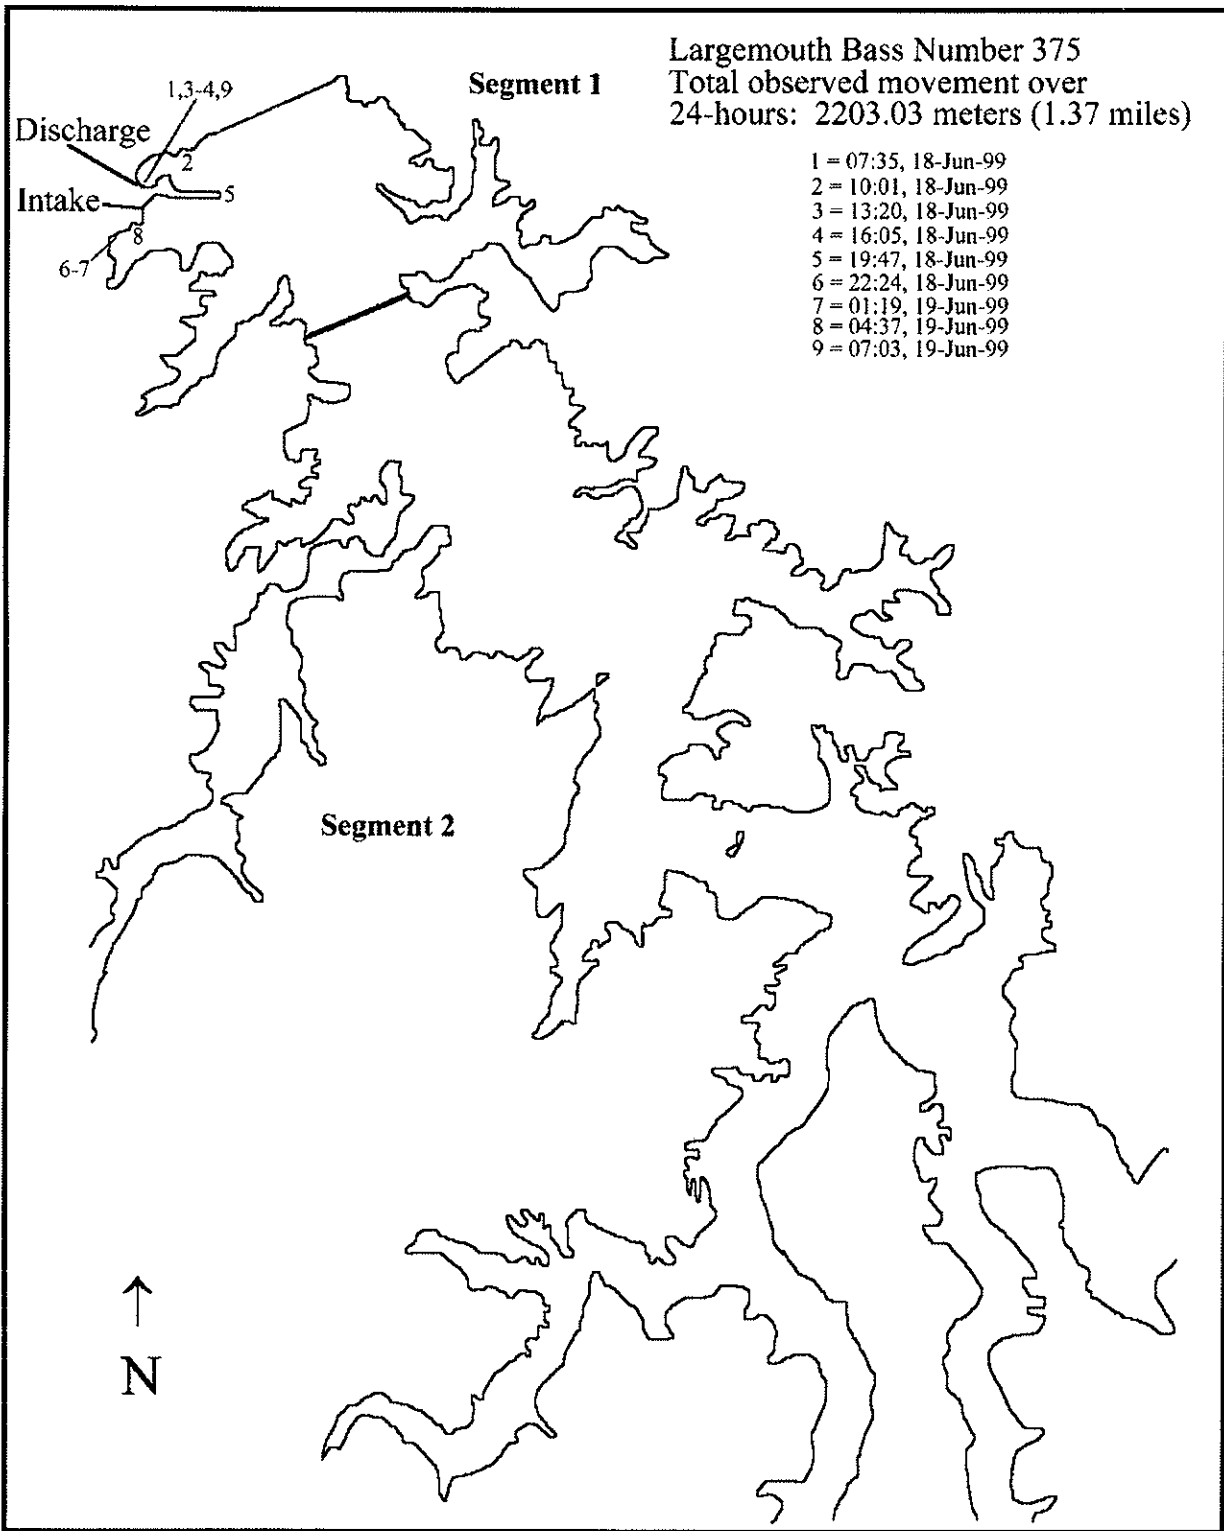 Largemouth Bass Number 375
Total observed movement over
24-hours: 2203.03 meters (1.37 miles)
Segment 1
1,3-4,9
Discharge
2
Intake
5
8
6-7
1 = 07:35, 18-Jun-99
2 = 10:01, 18-Jun-99
3 = 13:20, 18-Jun-99
4 = 16:05, 18-Jun-99
5 = 19:47, 18-Jun-99
6 = 22:24, 18-Jun-99
7 = 01:19, 19-Jun-99
8 = 04:37, 19-Jun-99
9 = 07:03, 19-Jun-99
Segment 2
N